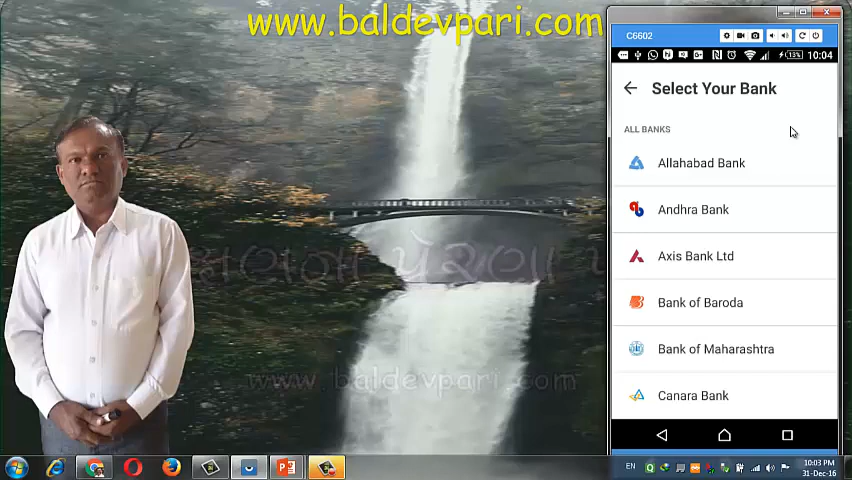 www.baldevpari.com
C6602
13% 10:04
Select Your Bank
ALL BANKS
Allahabad Bank
Andhra Bank
Axis Bank Ltd
Bank of Baroda
Bank of Maharashtra
Canara Bank
www.baldevpari.com
EN
10:03 PM
31-Dec-16